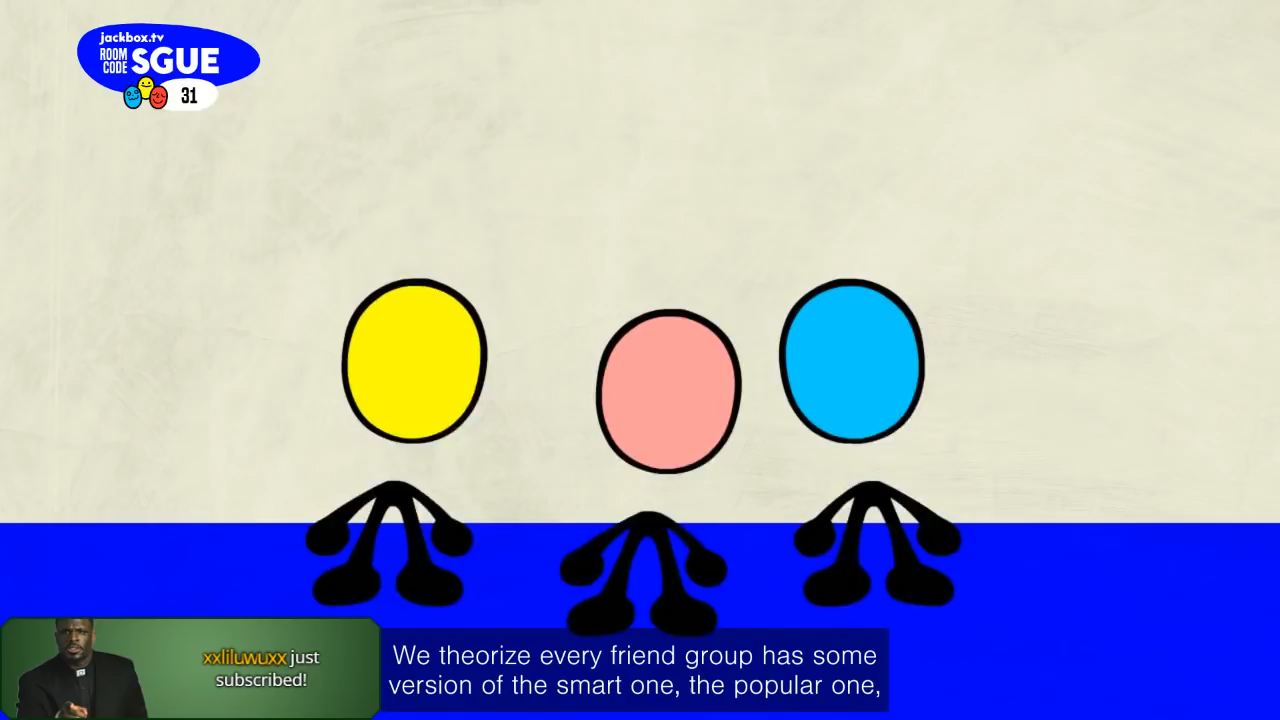 jackbox.tv
ROOM CODE SGUE
31
xxliluwuxx just
subscribed!
We theorize every friend group has some
version of the smart one, the popular one,